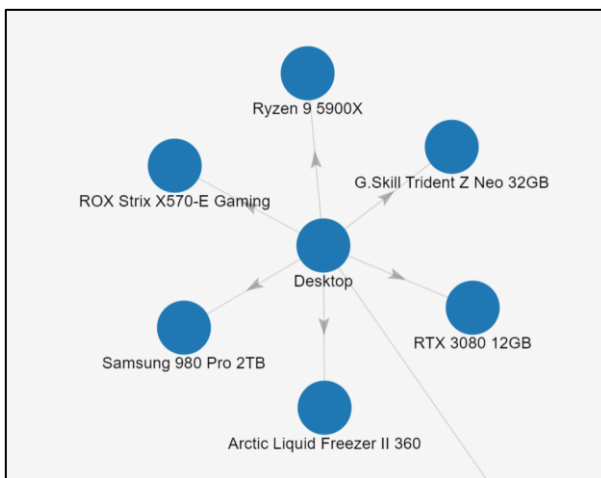 Ryzen 9 5900X
G.Skill Trident Z Neo 32GB
ROX Strix X570-E Gaming
Desktop
RTX 3080 12GB
Samsung 980 Pro 2TB
Arctic Liquid Freezer II 360